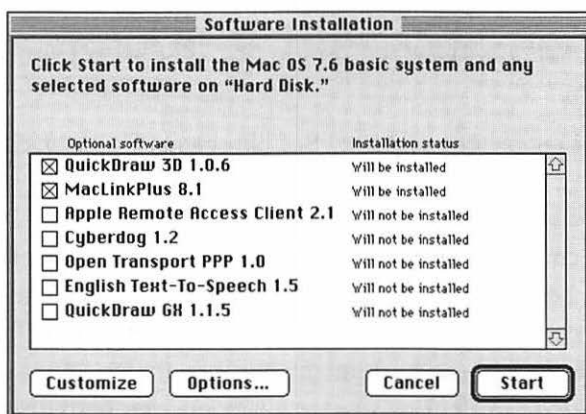 Software Installation
Click Start to install the Mac OS 7.6 basic system and any
selected software on “Hard Disk.”
Optional software Installation status
QuickDraw 3D 1.0.6 Will be installed
MacLinkPlus 8.1 Will be installed
Apple Remote Access Client 2.1 Will not be installed
Cyberdog 1.2 Will not be installed
Open Transport PPP 1.0 Will not be installed
English Text-To-Speech 1.5 Will not be installed
QuickDraw GX 1.1.5 Will not be installed
Customize Options... Cancel Start